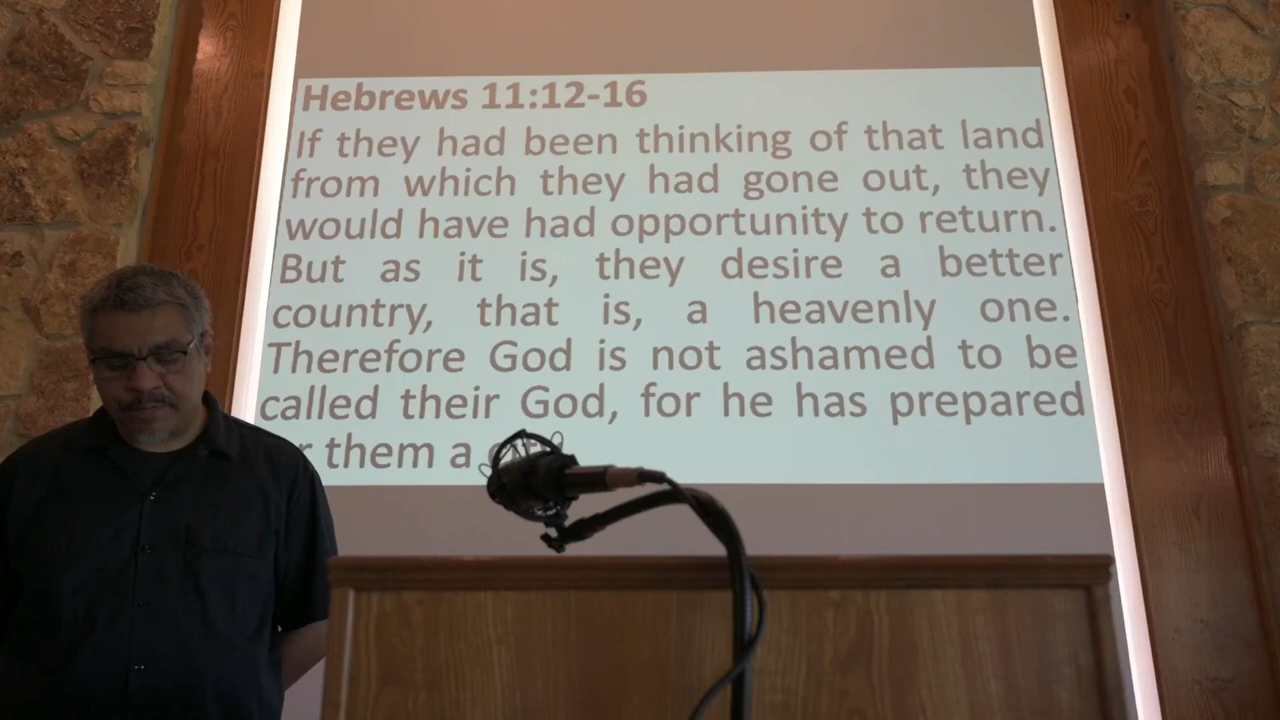 Hebrews 11:12-16
If they had been thinking of that land
from which they had gone out, they
would have had opportunity to return.
But as it is, they desire a better
country, that is, a heavenly one.
Therefore God is not ashamed to be
called their God, for he has prepared
them a